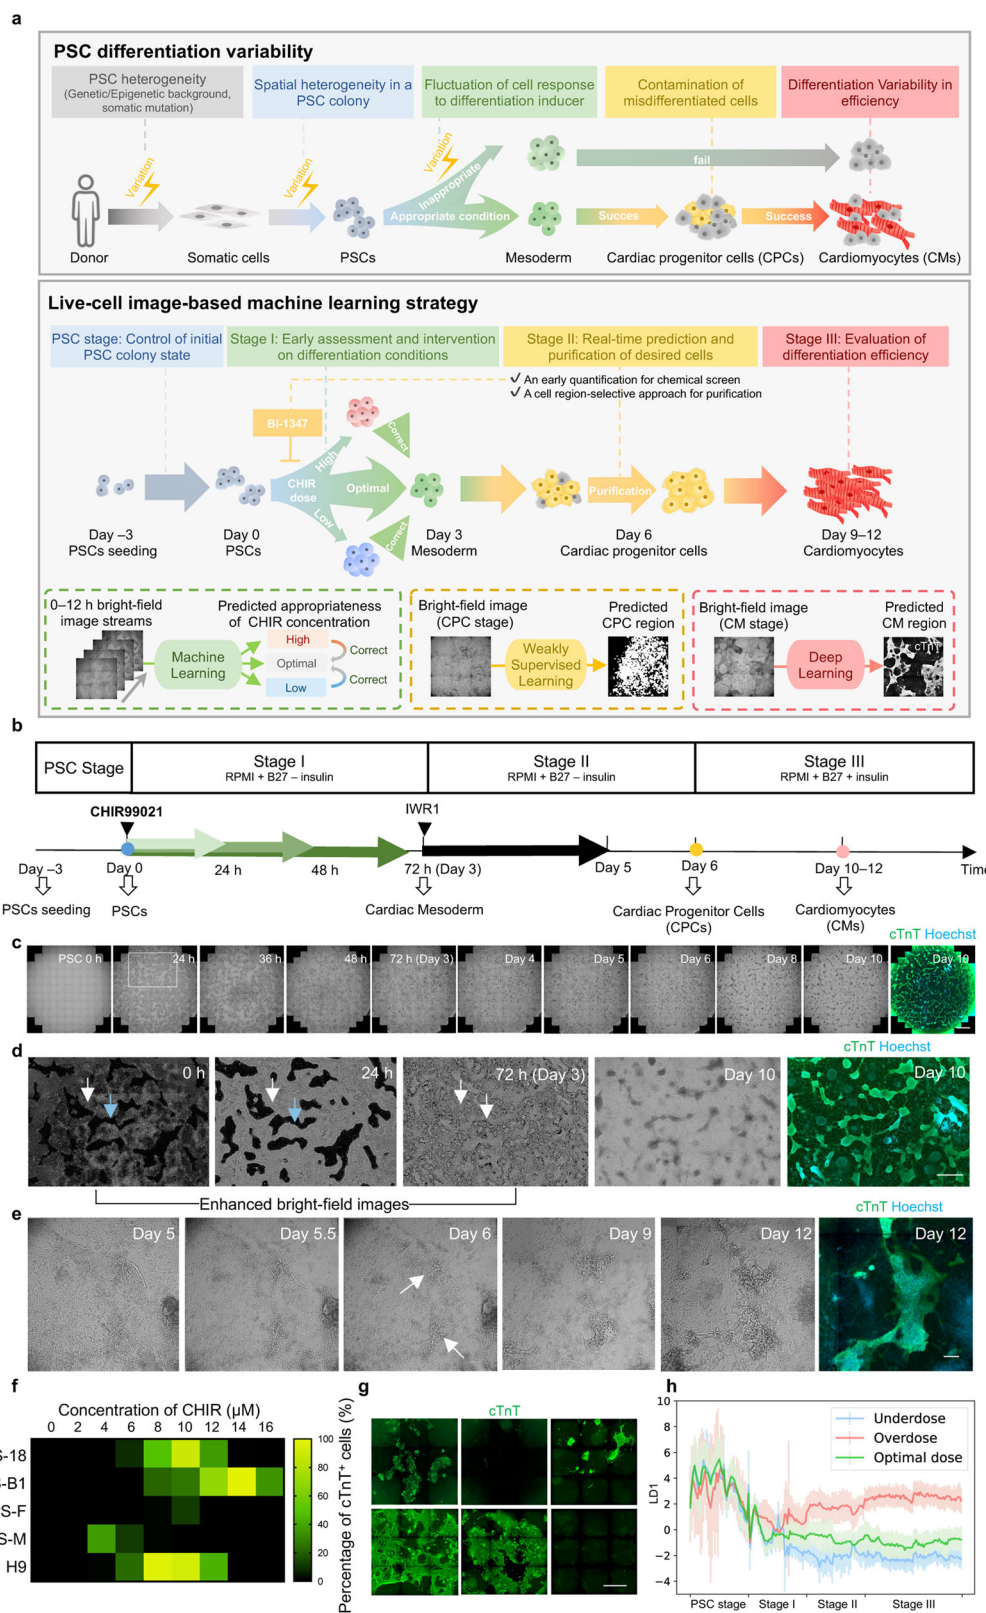 a
PSC differentiation variability
PSC heterogeneity
(Genetic/Epigenetic background,
somatic mutation)
Spatial heterogeneity in a
PSC colony
Fluctuation of cell response
to differentiation inducer
Contamination of
misdifferentiated cells
Differentiation Variability in
efficiency
Variation
Variation
Variation
Inappropriate
Appropriate condition
fail
Succes
Success
Donor
Somatic cells
PSCs
Mesoderm
Cardiac progenitor cells (CPCs)
Cardiomyocytes (CMs)
Live-cell image-based machine learning strategy
PSC stage: Control of initial
PSC colony state
Stage I: Early assessment and intervention
on differentiation conditions
Stage II: Real-time prediction and
purification of desired cells
Stage III: Evaluation of
differentiation efficiency
✓ An early quantification for chemical screen
✓ A cell region-selective approach for purification
BI-1347
High
CHIR
dose
Optimal
Low
Correct
Correct
Purification
Day –3
PSCs seeding
Day 0
PSCs
Day 3
Mesoderm
Day 6
Cardiac progenitor cells
Day 9–12
Cardiomyocytes
0–12 h bright-field
image streams
Predicted appropriateness
of CHIR concentration
Machine
Learning
High
Optimal
Low
Correct
Correct
Bright-field image
(CPC stage)
Predicted
CPC region
Weakly
Supervised
Learning
Bright-field image
(CM stage)
Predicted
CM region
Deep
Learning
cTnT
b
PSC Stage
Stage I
RPMI + B27 – insulin
Stage II
RPMI + B27 – insulin
Stage III
RPMI + B27 + insulin
CHIR99021
IWR1
Day –3
Day 0
24 h
48 h
72 h (Day 3)
Day 5
Day 6
Day 10–12
Time
PSCs seeding
PSCs
Cardiac Mesoderm
Cardiac Progenitor Cells
(CPCs)
Cardiomyocytes
(CMs)
c
cTnT Hoechst
PSC 0 h
24 h
36 h
48 h
72 h (Day 3)
Day 4
Day 5
Day 6
Day 8
Day 10
Day 10
d
cTnT Hoechst
0 h
24 h
72 h (Day 3)
Day 10
Day 10
Enhanced bright-field images
e
cTnT Hoechst
Day 5
Day 5.5
Day 6
Day 9
Day 12
Day 12
f
Concentration of CHIR (μM)
0 2 4 6 8 10 12 14 16
S-18
S-B1
PS-F
S-M
H9
100
80
60
40
20
0
Percentage of cTnT⁺ cells (%)
g
cTnT
h
10
8
6
4
2
0
−2
−4
LD1
Underdose
Overdose
Optimal dose
PSC stage
Stage I
Stage II
Stage III